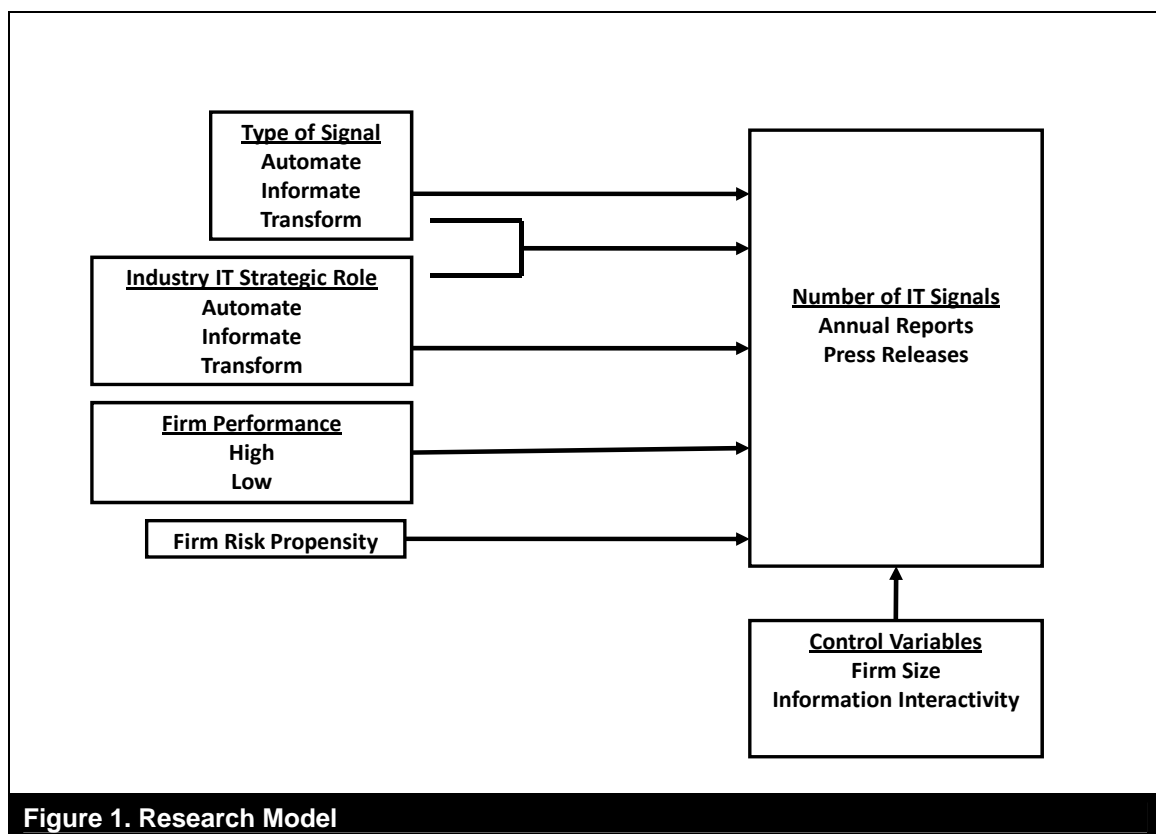 Type of Signal
Automate
Informate
Transform
Industry IT Strategic Role
Automate
Informate
Transform
Firm Performance
High
Low
Firm Risk Propensity
Number of IT Signals
Annual Reports
Press Releases
Control Variables
Firm Size
Information Interactivity
Figure 1. Research Model